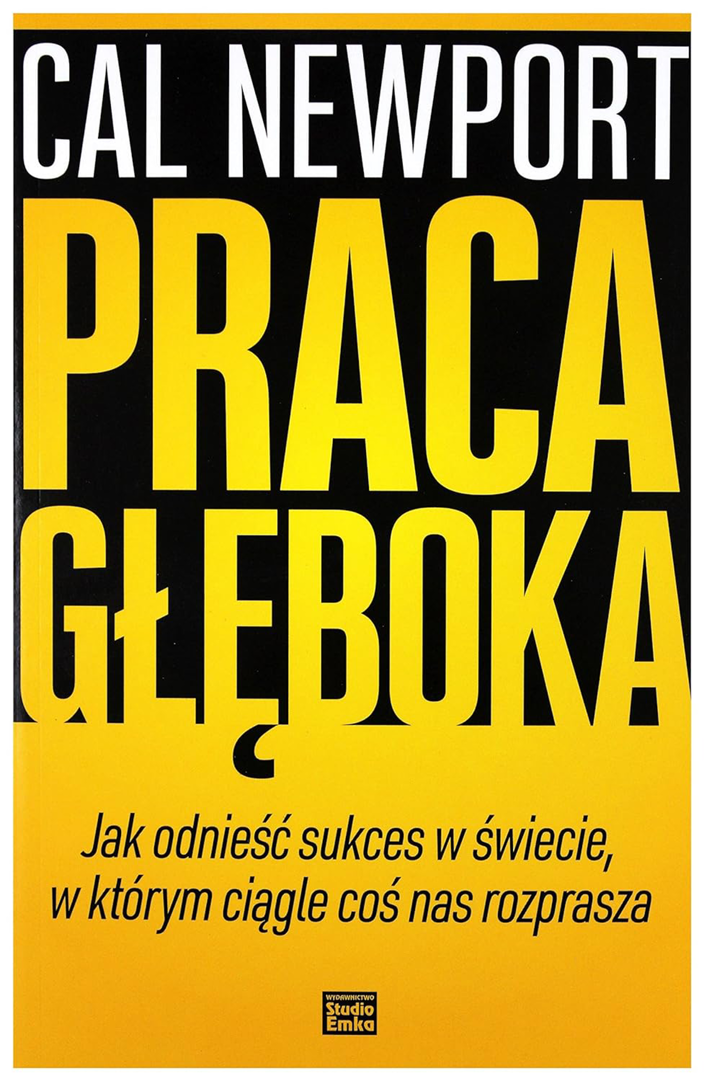 CAL NEWPORT
PRACA
GŁĘBOKA
Jak odnieść sukces w świecie,
w którym ciągle coś nas rozprasza
WYDAWNICTWO
Studio
Emka